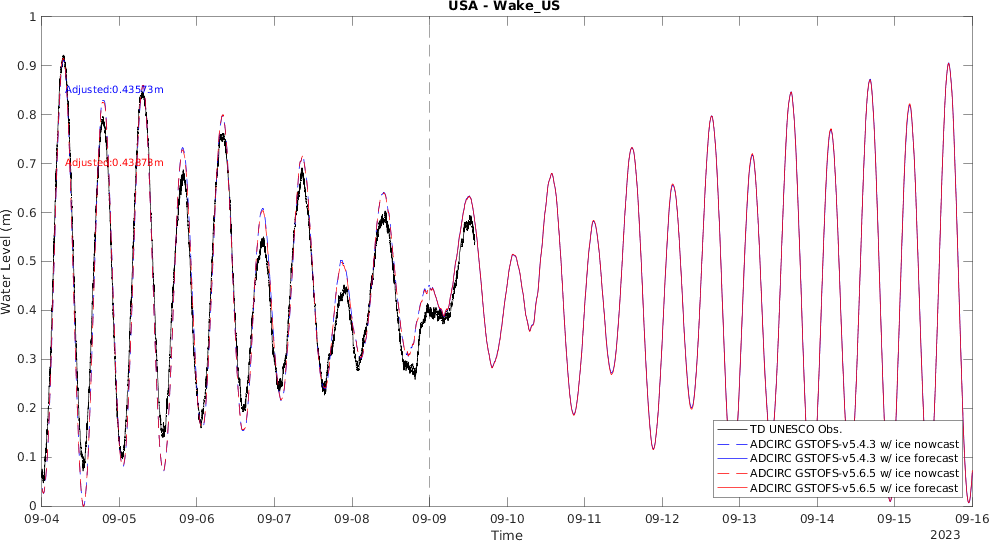 USA - Wake_US
Water Level (m)
1
0.9
0.8
0.7
0.6
0.5
0.4
0.3
0.2
0.1
0
Adjusted:0.43573m
TD UNESCO Obs.
ADCIRC GSTOFS-v5.4.3 w/ ice nowcast
ADCIRC GSTOFS-v5.4.3 w/ ice forecast
ADCIRC GSTOFS-v5.6.5 w/ ice nowcast
ADCIRC GSTOFS-v5.6.5 w/ ice forecast
09-04
09-05
09-06
09-07
09-08
09-09
09-10
09-11
09-12
09-13
09-14
09-15
09-16
Time
2023